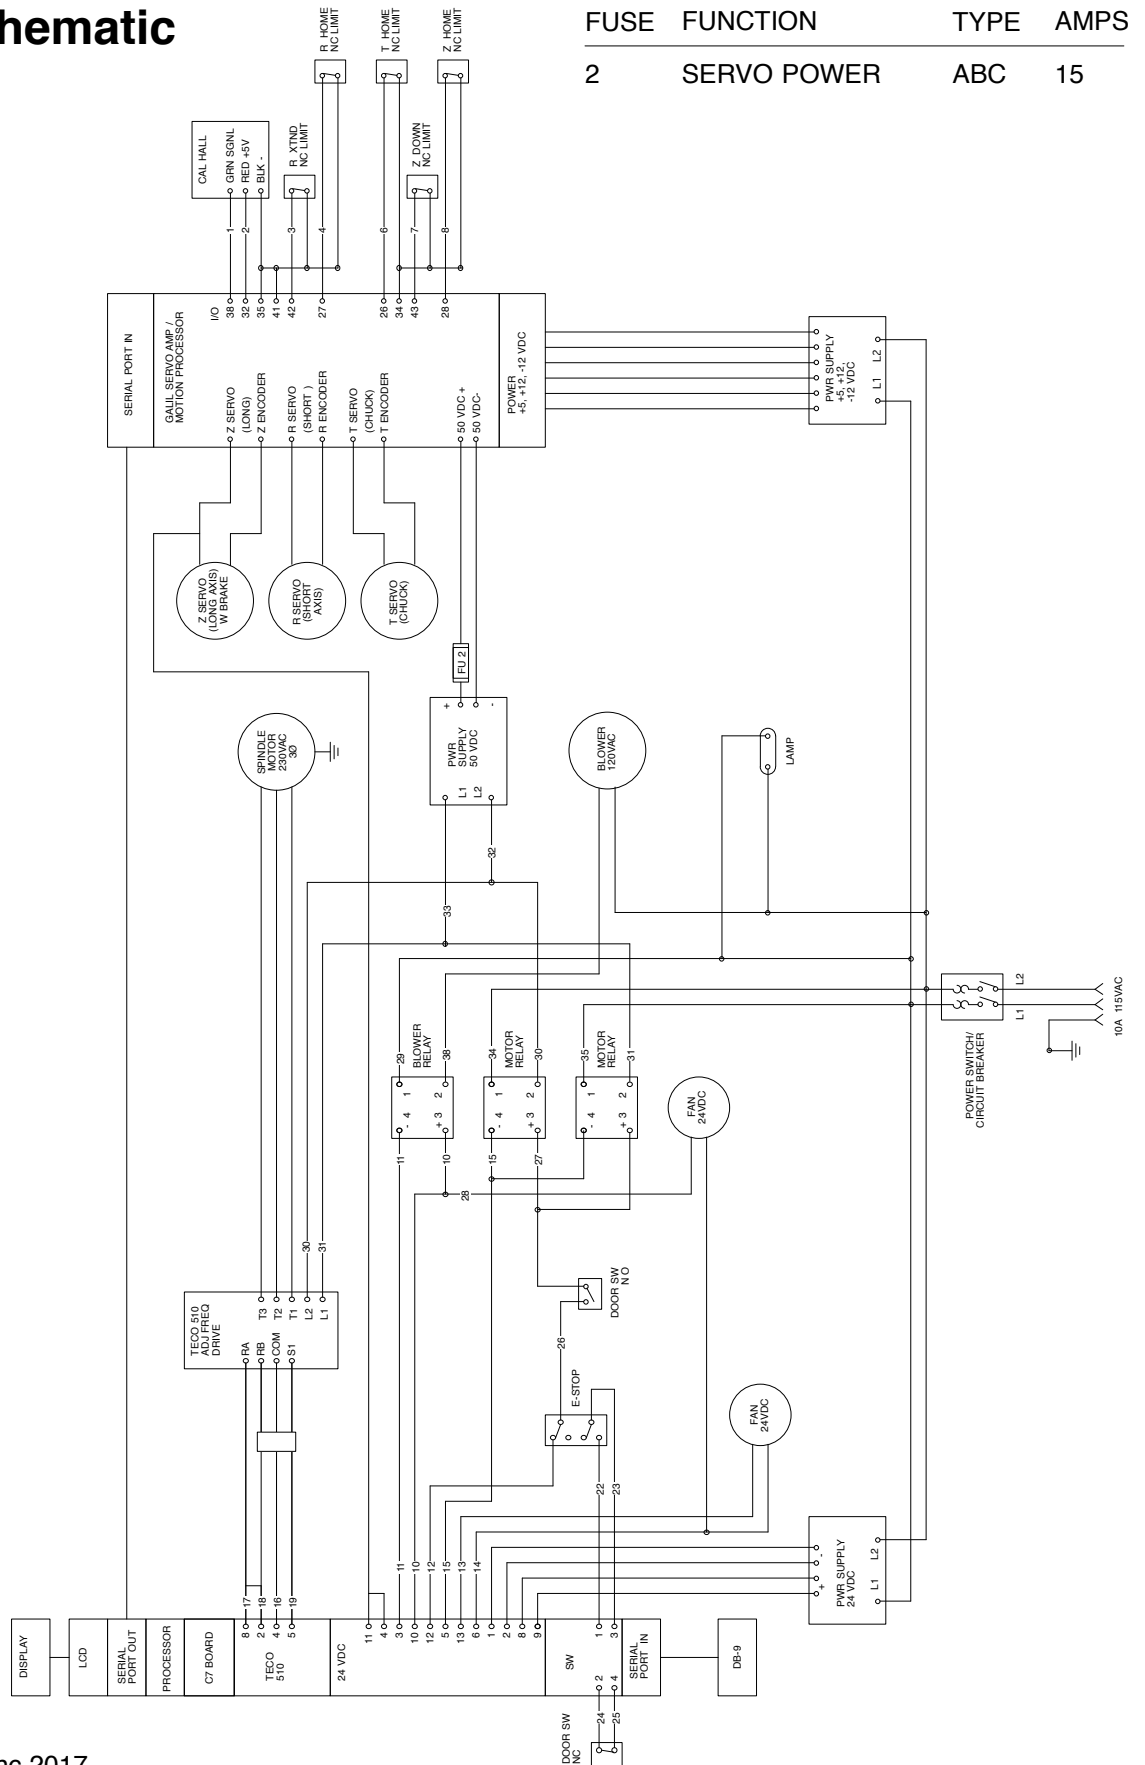 hematic
FUSE FUNCTION TYPE AMPS
2 SERVO POWER ABC 15
R HOME
NC LIMIT
T HOME
NC LIMIT
Z HOME
NC LIMIT
CAL HALL
GRN SGNL
RED +5V
BLK -
R XTND
NC LIMIT
Z DOWN
NC LIMIT
1
2
3
4
6
7
8
SERIAL PORT IN
GALIL SERVO AMP /
MOTION PROCESSOR
I/O
38
32
35
41
42
27
26
34
43
28
Z SERVO
(LONG)
Z ENCODER
R SERVO
(SHORT )
R ENCODER
T SERVO
(CHUCK)
T ENCODER
50 VDC+
50 VDC-
POWER
+5, +12, -12 VDC
PWR SUPPLY
+5, +12,
-12 VDC
L1
L2
Z SERVO
(LONG AXIS)
W BRAKE
R SERVO
(SHORT
AXIS)
T SERVO
(CHUCK)
FU 2
+
-
PWR
SUPPLY
50 VDC
L1
L2
SPINDLE
MOTOR
230VAC
3Ø
BLOWER
120VAC
LAMP
32
33
29
38
34
30
35
31
BLOWER
RELAY
MOTOR
RELAY
MOTOR
RELAY
- 4 1
+ 3 2
- 4 1
+ 3 2
- 4 1
+ 3 2
11
10
15
27
28
FAN
24VDC
L1
L2
POWER SWITCH/
CIRCUIT BREAKER
10A 115VAC
30
31
TECO 510
ADJ FREQ
DRIVE
T3
T2
T1
L2
L1
RA
RB
COM
S1
DOOR SW
N O
26
E-STOP
22
23
FAN
24VDC
PWR SUPPLY
24 VDC
+
-
L1
L2
17
18
16
19
11
10
12
15
13
14
DISPLAY
LCD
SERIAL
PORT OUT
PROCESSOR
C7 BOARD
TECO
510
8
2
4
5
24 VDC
11
4
3
10
12
5
13
6
1
2
8
9
SW
1
3
2
4
SERIAL
PORT IN
DB-9
24
25
DOOR SW
NC